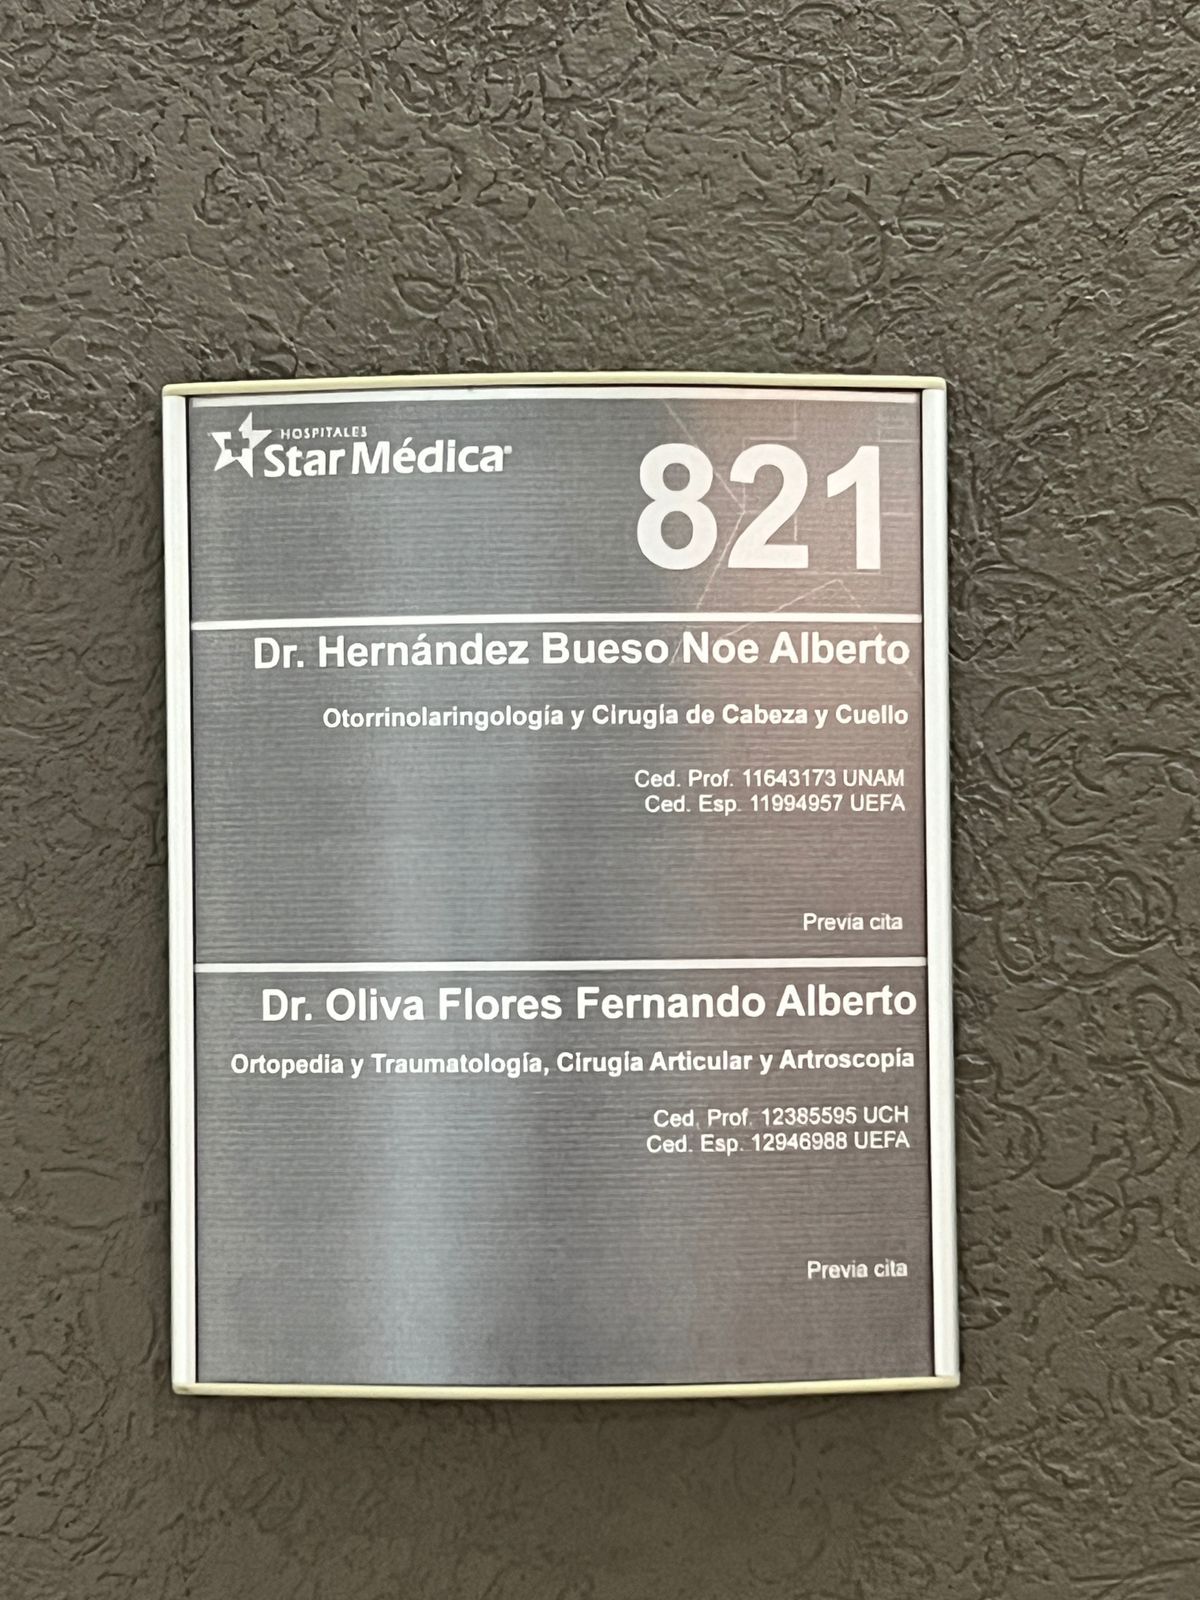 HOSPITALES
Star Médica
821
Dr. Hernández Bueso Noe Alberto
Otorrinolaringología y Cirugía de Cabeza y Cuello
Ced. Prof. 11643173 UNAM
Ced. Esp. 11994957 UEFA
Previa cita
Dr. Oliva Flores Fernando Alberto
Ortopedia y Traumatología, Cirugía Articular y Artroscopía
Ced. Prof. 12385595 UCH
Ced. Esp. 12946988 UEFA
Previa cita